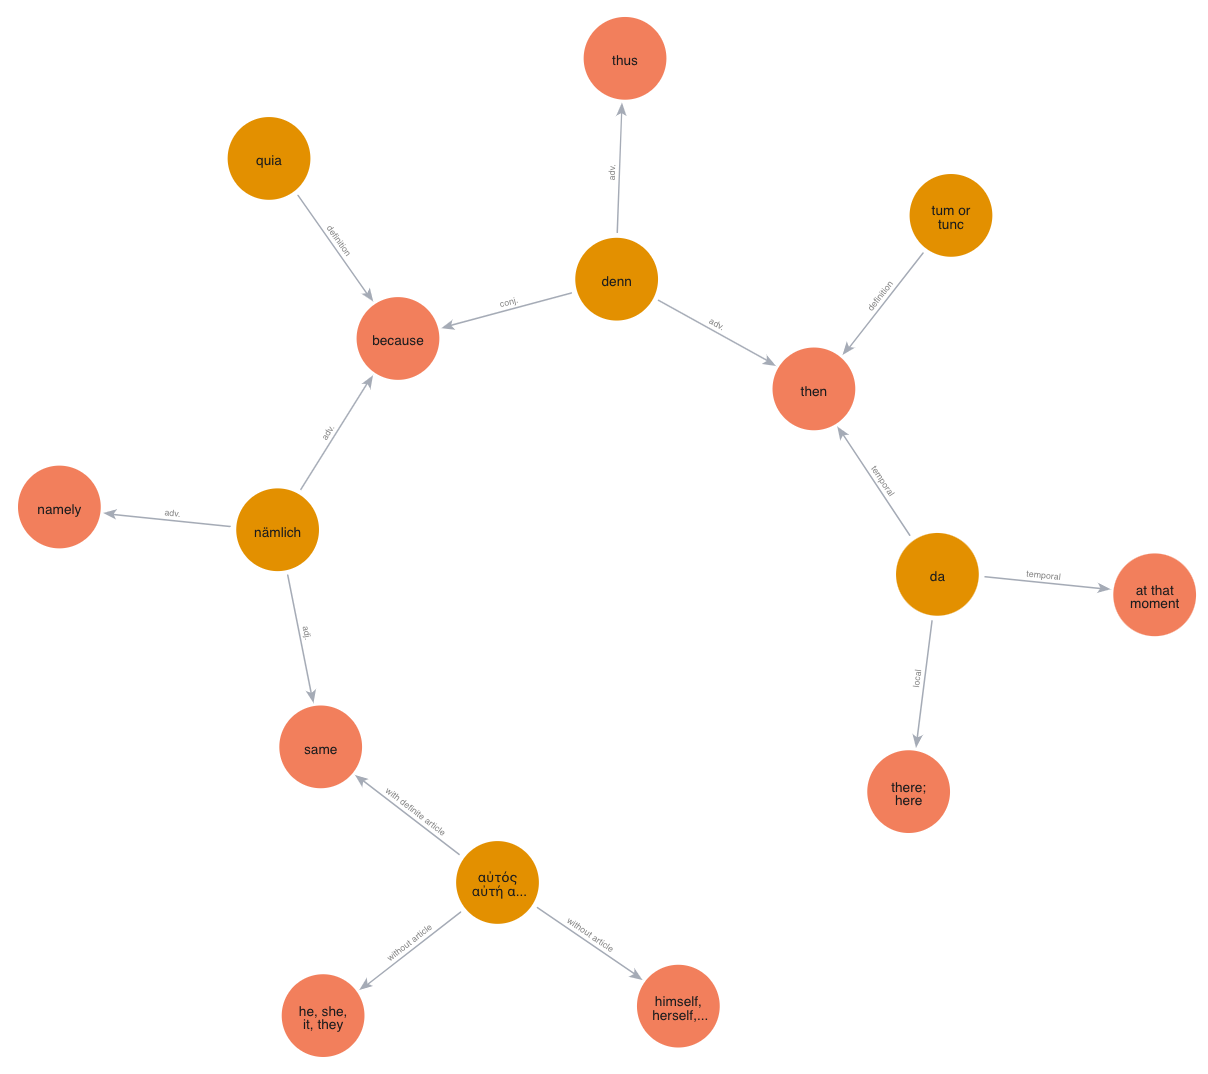 thus
adv.
quia
definition
tum or
tunc
definition
denn
conj.
adv.
because
then
adv.
temporal
namely
adv.
nämlich
da
temporal
at that
moment
adj.
local
same
there;
here
with definite article
αὐτός
αὐτή α...
without article
without article
he, she,
it, they
himself,
herself,...